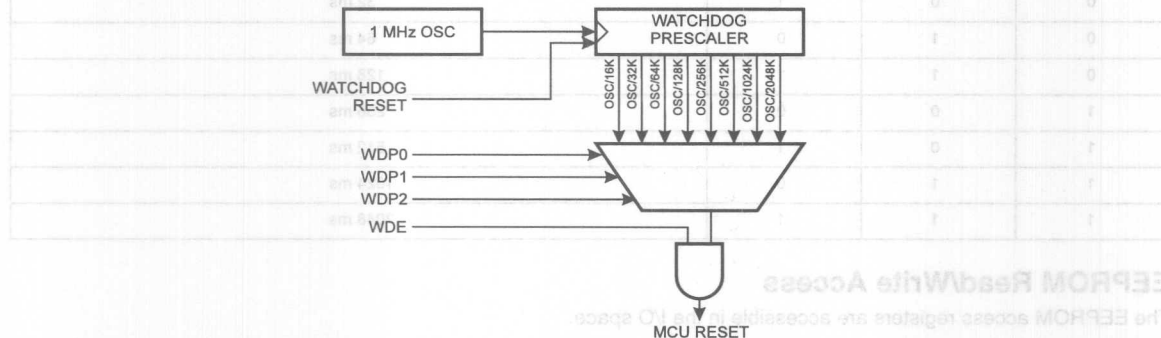 1 MHz OSC
WATCHDOG
PRESCALER
WATCHDOG
RESET
OSC/16K
OSC/32K
OSC/64K
OSC/128K
OSC/256K
OSC/512K
OSC/1024K
OSC/2048K
WDP0
WDP1
WDP2
WDE
MCU RESET
EEPROM Read/Write Access
The EEPROM access registers are accessible in the I/O space